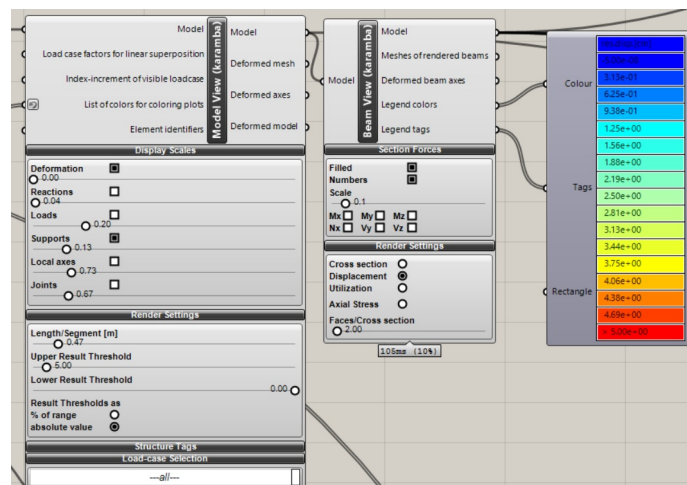 Model
Load case factors for linear superposition
Index-increment of visible loadcase
List of colors for coloring plots
Element identifiers
Model View (karamba)
Model
Deformed mesh
Deformed axes
Deformed model
Display Scales
Deformation
0.00
Reactions
0.04
Loads
0.20
Supports
0.13
Local axes
0.73
Joints
0.67
Render Settings
Length/Segment [m]
0.47
Upper Result Threshold
5.00
Lower Result Threshold
0.00
Result Thresholds as
% of range
absolute value
Structure Tags
Load-case Selection
---all---
Model
Beam View (karamba)
Model
Meshes of rendered beams
Deformed beam axes
Legend colors
Legend tags
Section Forces
Filled
Numbers
Scale
0.1
Mx My Mz
Nx Vy Vz
Render Settings
Cross section
Displacement
Utilization
Axial Stress
Faces/Cross section
2.00
105ms (10%)
Colour
Tags
Rectangle
3.13e-01
6.25e-01
9.38e-01
1.25e+00
1.56e+00
1.88e+00
2.19e+00
2.50e+00
2.81e+00
3.13e+00
3.44e+00
3.75e+00
4.06e+00
4.38e+00
4.69e+00
5.00e+00